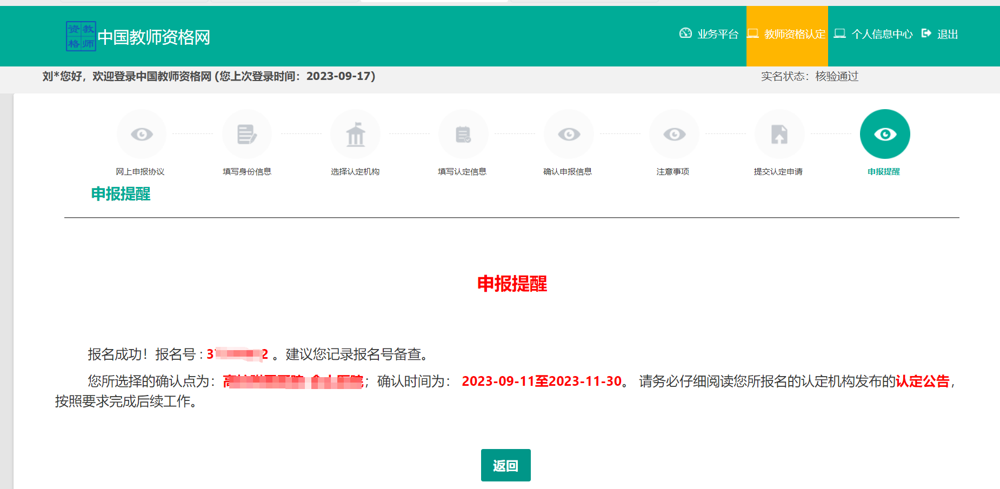 资教
格师
中国教师资格网
业务平台 教师资格认定 个人信息中心 退出
刘*您好，欢迎登录中国教师资格网 (您上次登录时间：2023-09-17)
实名状态：核验通过
网上申报协议 填写身份信息 选择认定机构 填写认定信息 确认申报信息 注意事项 提交认定申请 申报提醒
申报提醒
申报提醒
报名成功！报名号 : 3 2 。建议您记录报名号备查。
您所选择的确认点为： ；确认时间为： 2023-09-11至2023-11-30。 请务必仔细阅读您所报名的认定机构发布的认定公告，
按照要求完成后续工作。
返回